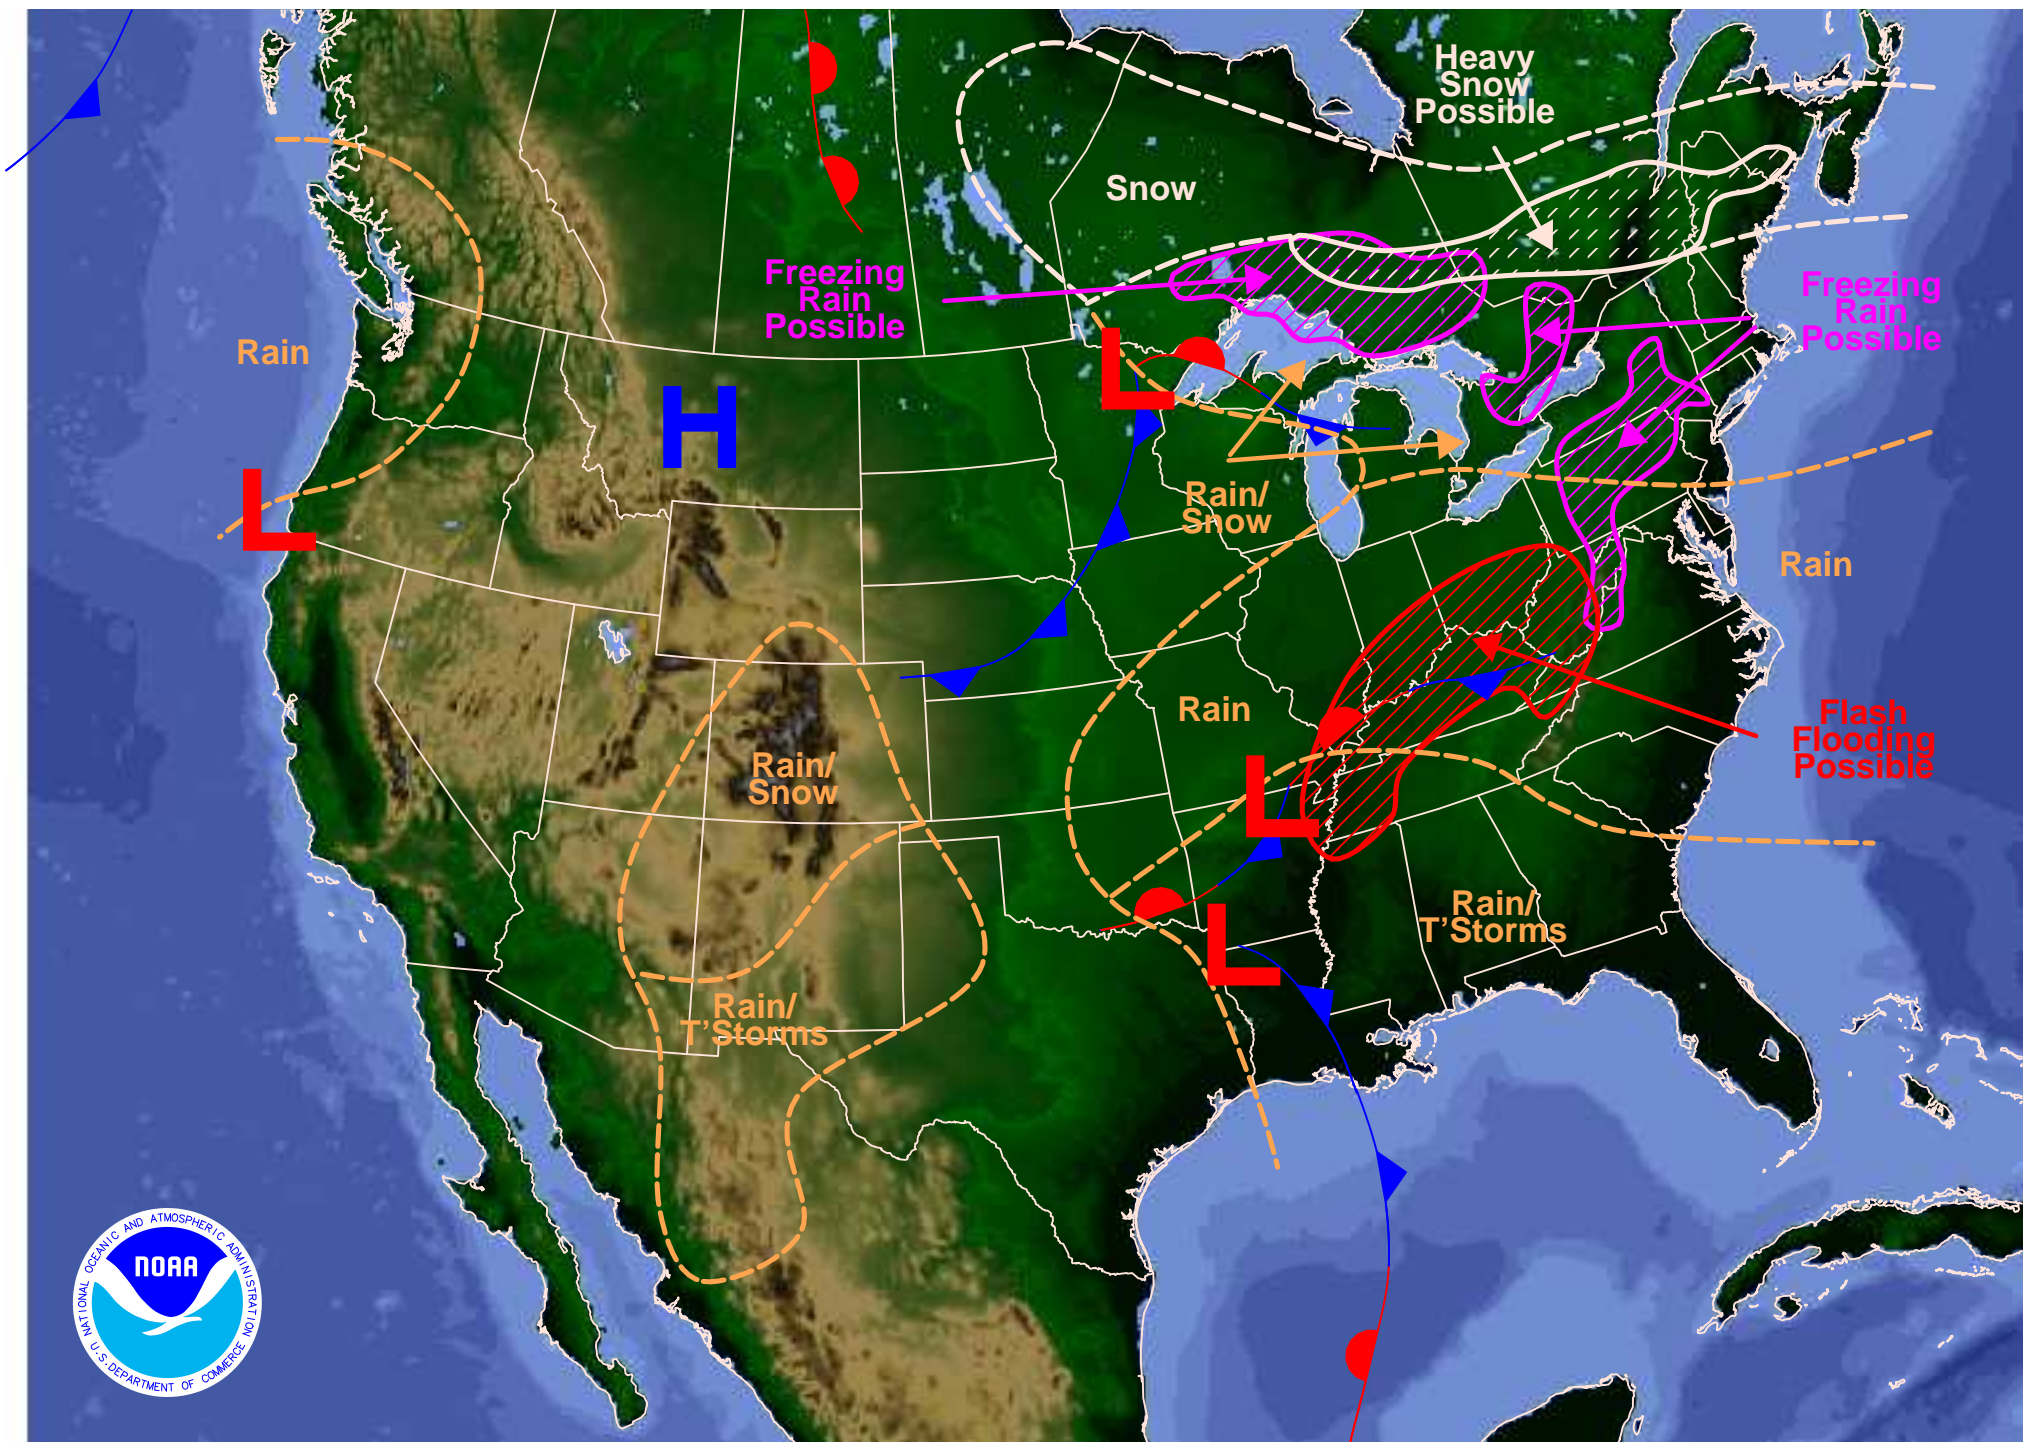 Heavy
Snow
Possible
Snow
Freezing
Rain
Possible
Freezing
Rain
Possible
Rain
L
H
L
Rain/
Snow
Rain
Flash
Flooding
Possible
Rain
Rain/
Snow
L
Rain/
T'Storms
L
Rain/
T'Storms
NATIONAL OCEANIC AND ATMOSPHERIC ADMINISTRATION
NOAA
U.S. DEPARTMENT OF COMMERCE